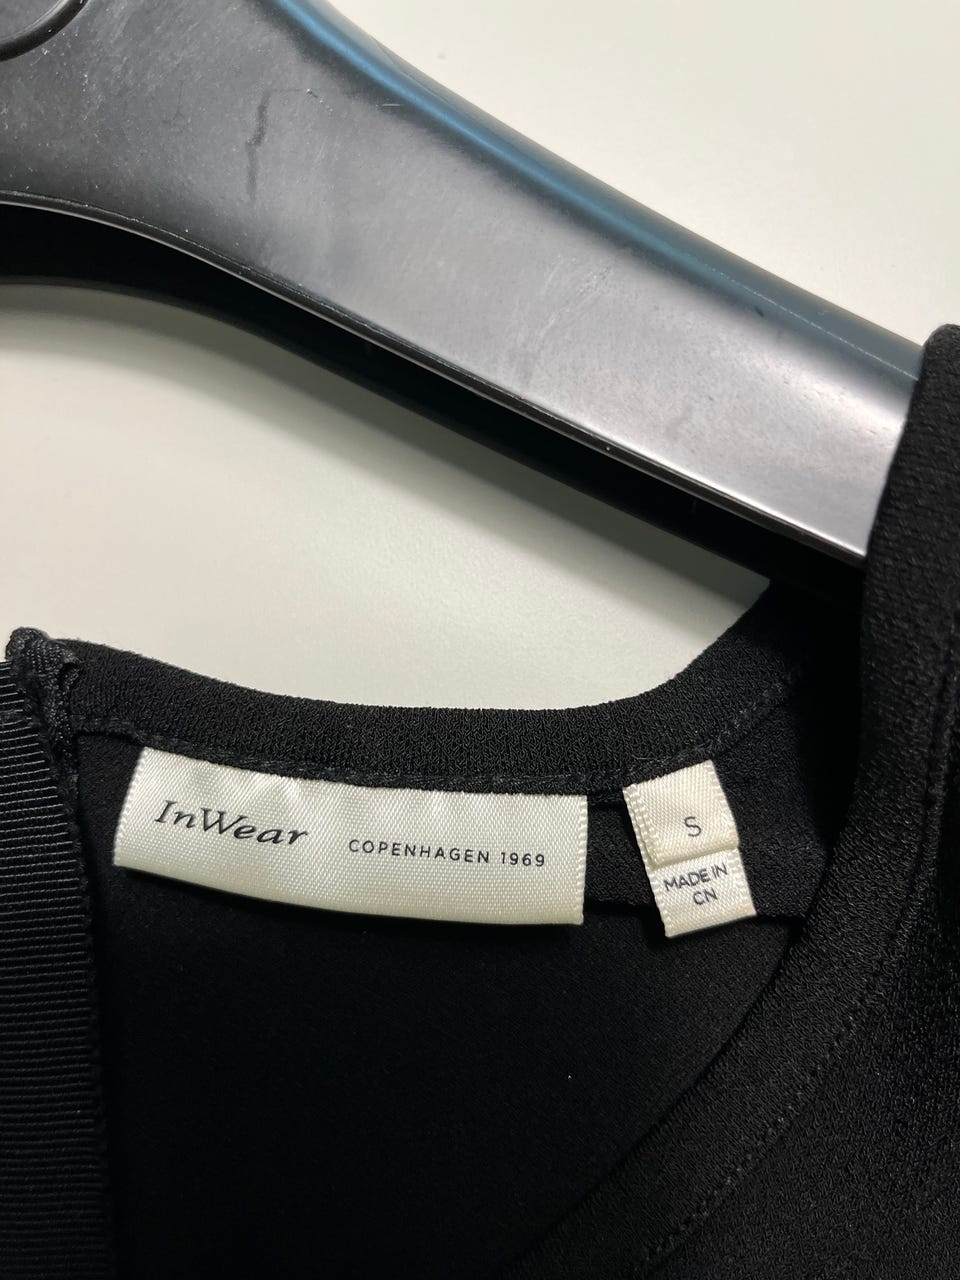 InWear COPENHAGEN 1969
S
MADE IN
CN